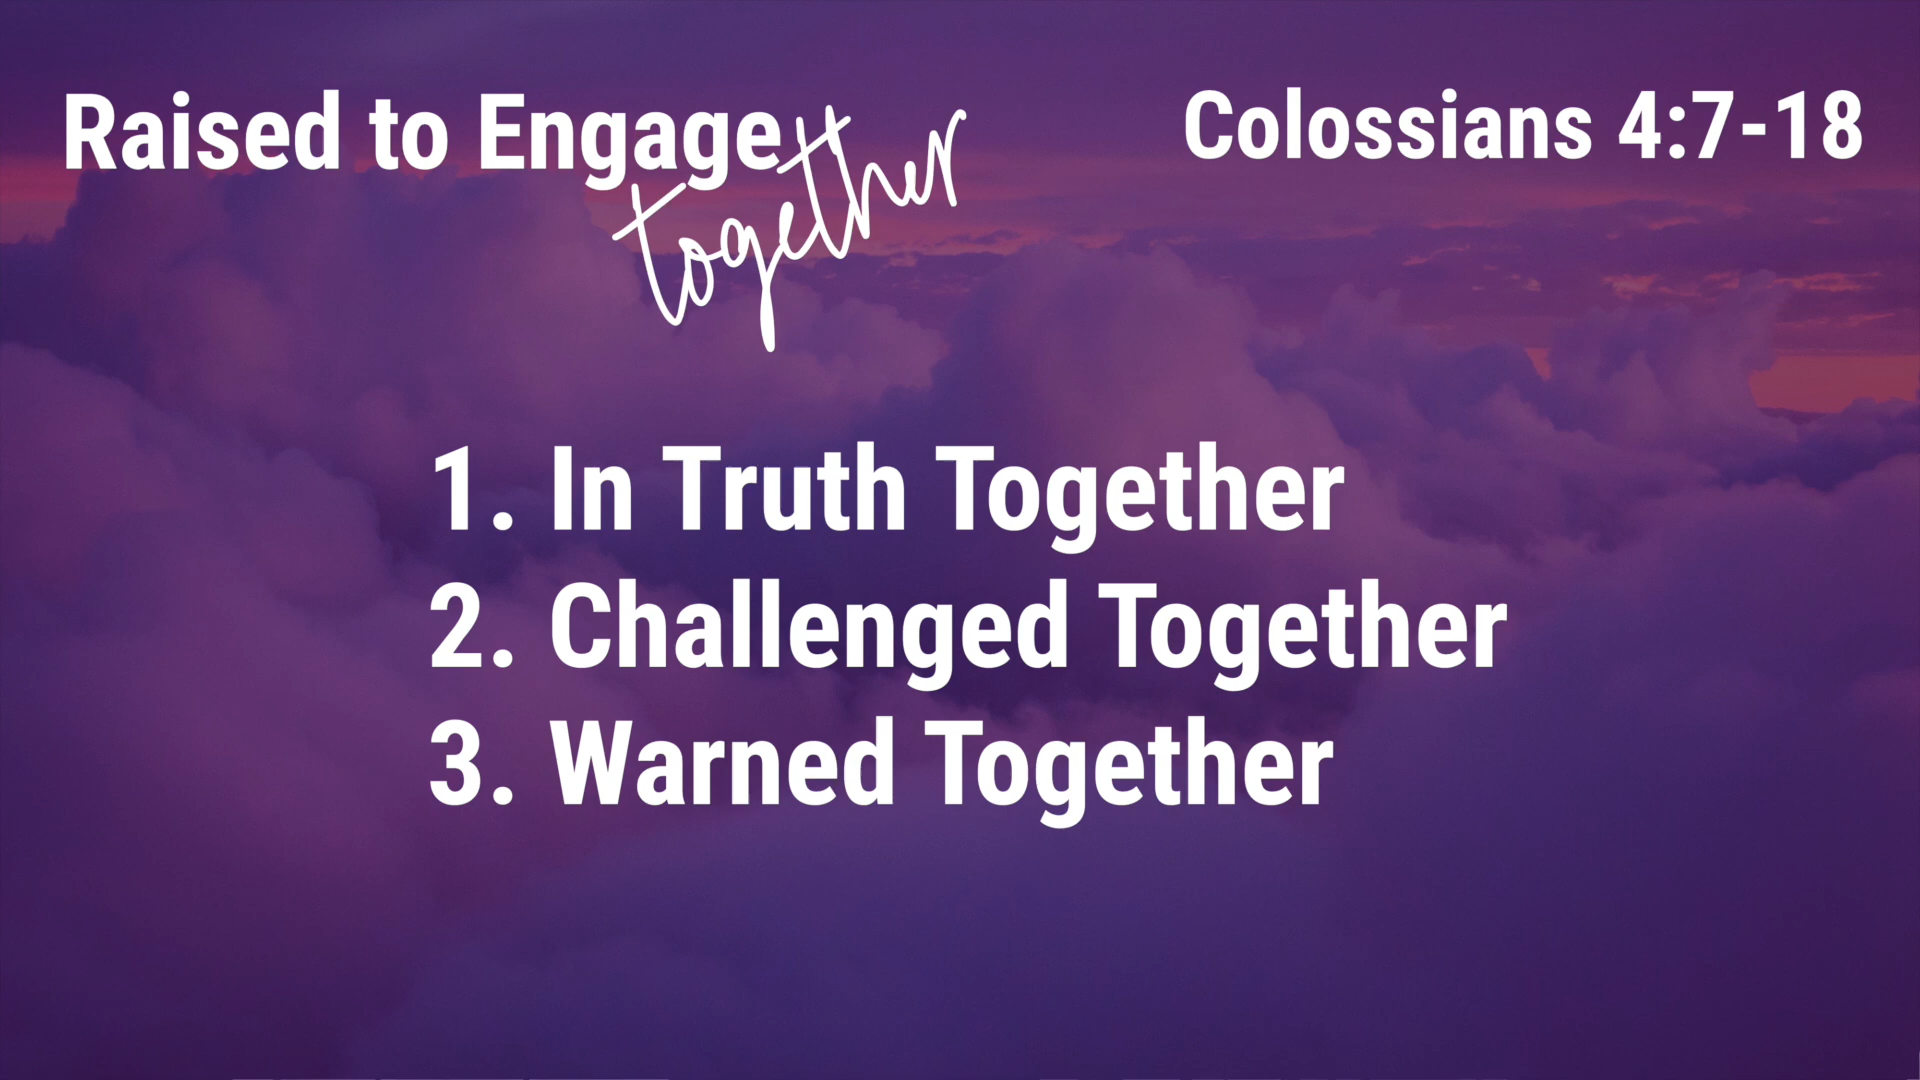 Raised to Engage
together
Colossians 4:7-18
1. In Truth Together
2. Challenged Together
3. Warned Together